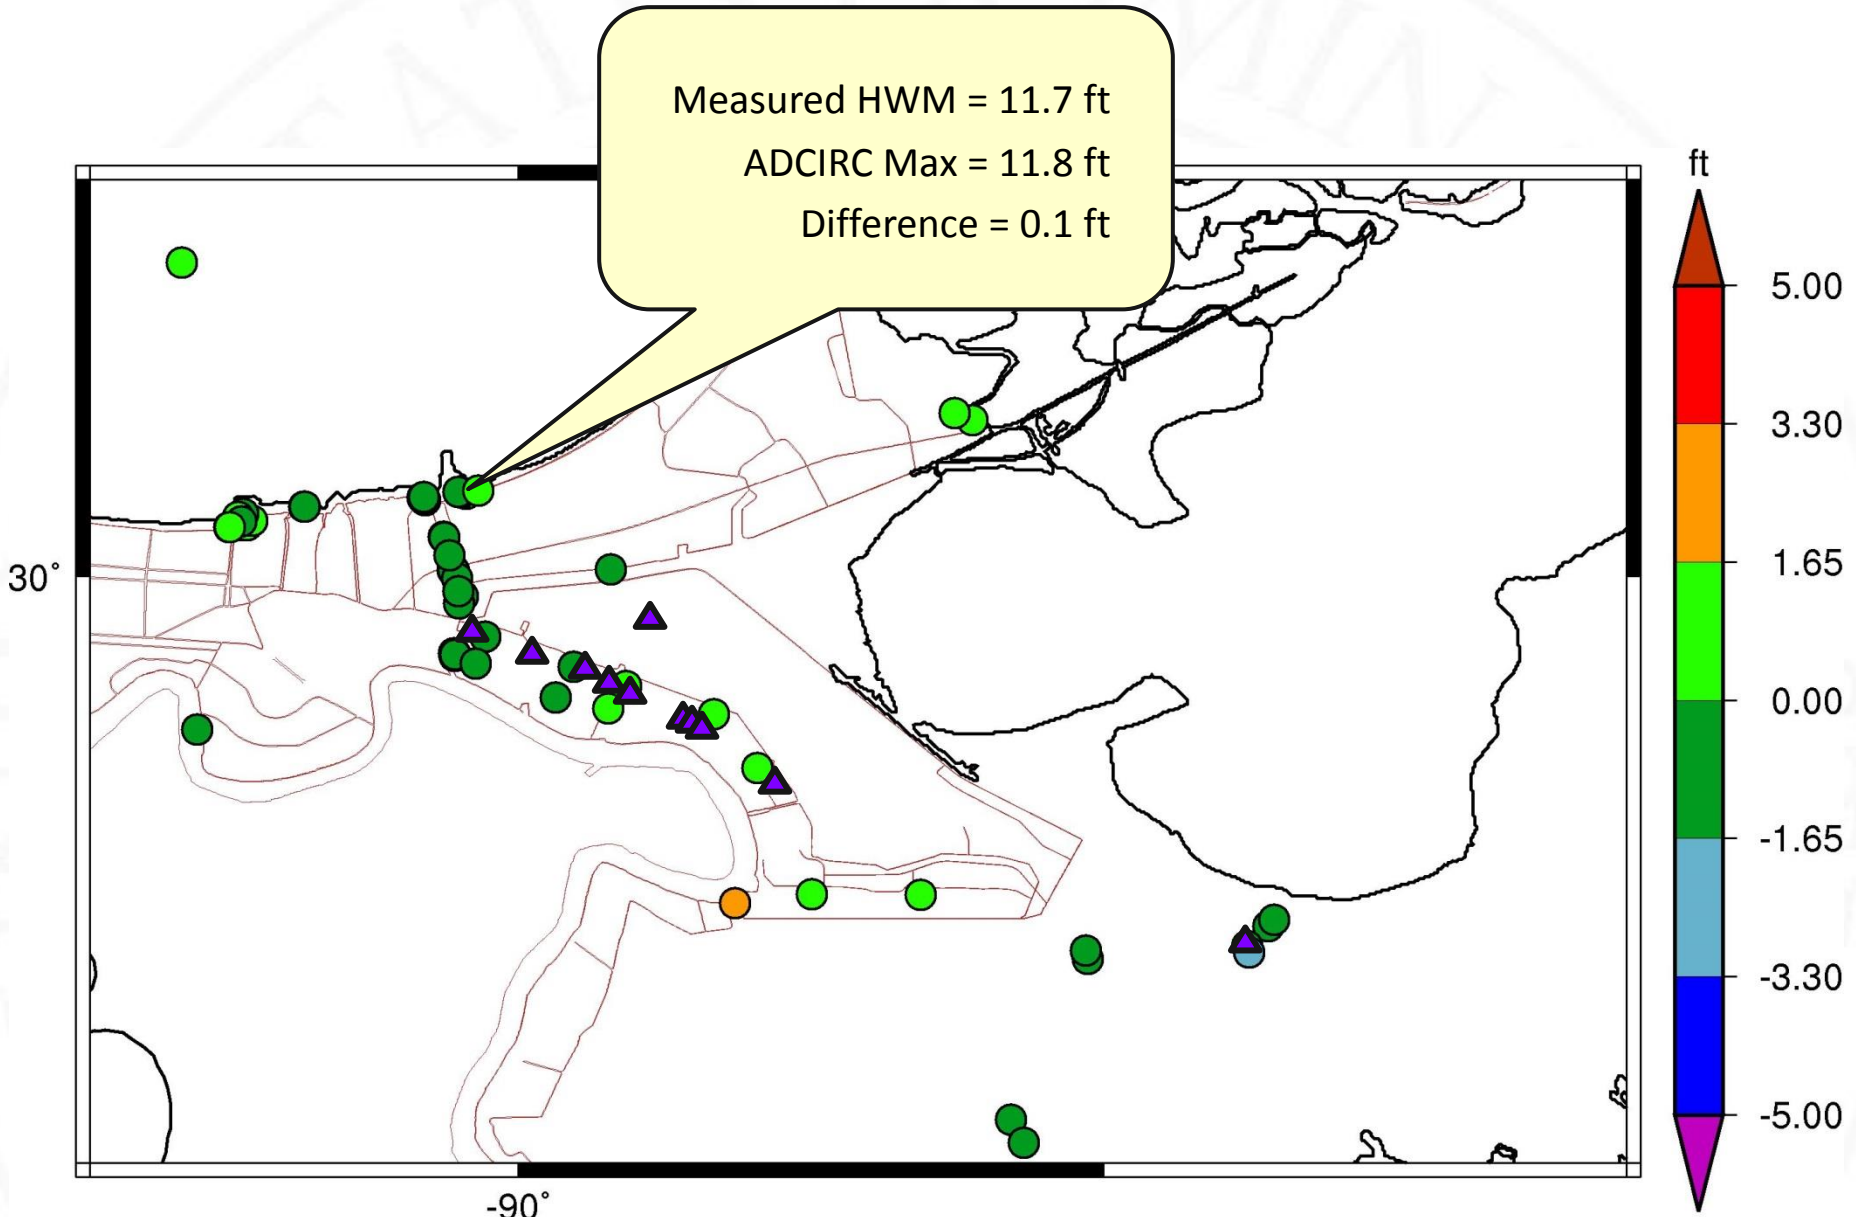 Measured HWM = 11.7 ft
ADCIRC Max = 11.8 ft
Difference = 0.1 ft
ft
5.00
3.30
1.65
0.00
-1.65
-3.30
-5.00
30°
-90°